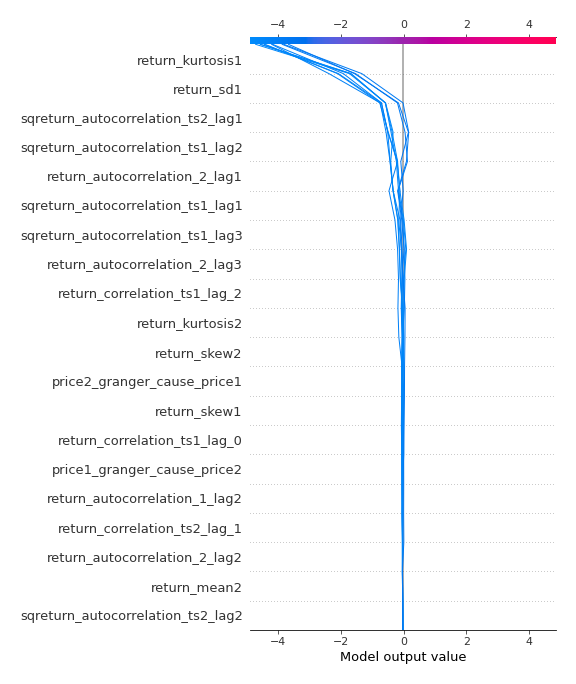 −4 −2 0 2 4
return_kurtosis1
return_sd1
sqreturn_autocorrelation_ts2_lag1
sqreturn_autocorrelation_ts1_lag2
return_autocorrelation_2_lag1
sqreturn_autocorrelation_ts1_lag1
sqreturn_autocorrelation_ts1_lag3
return_autocorrelation_2_lag3
return_correlation_ts1_lag_2
return_kurtosis2
return_skew2
price2_granger_cause_price1
return_skew1
return_correlation_ts1_lag_0
price1_granger_cause_price2
return_autocorrelation_1_lag2
return_correlation_ts2_lag_1
return_autocorrelation_2_lag2
return_mean2
sqreturn_autocorrelation_ts2_lag2
−4 −2 0 2 4
Model output value